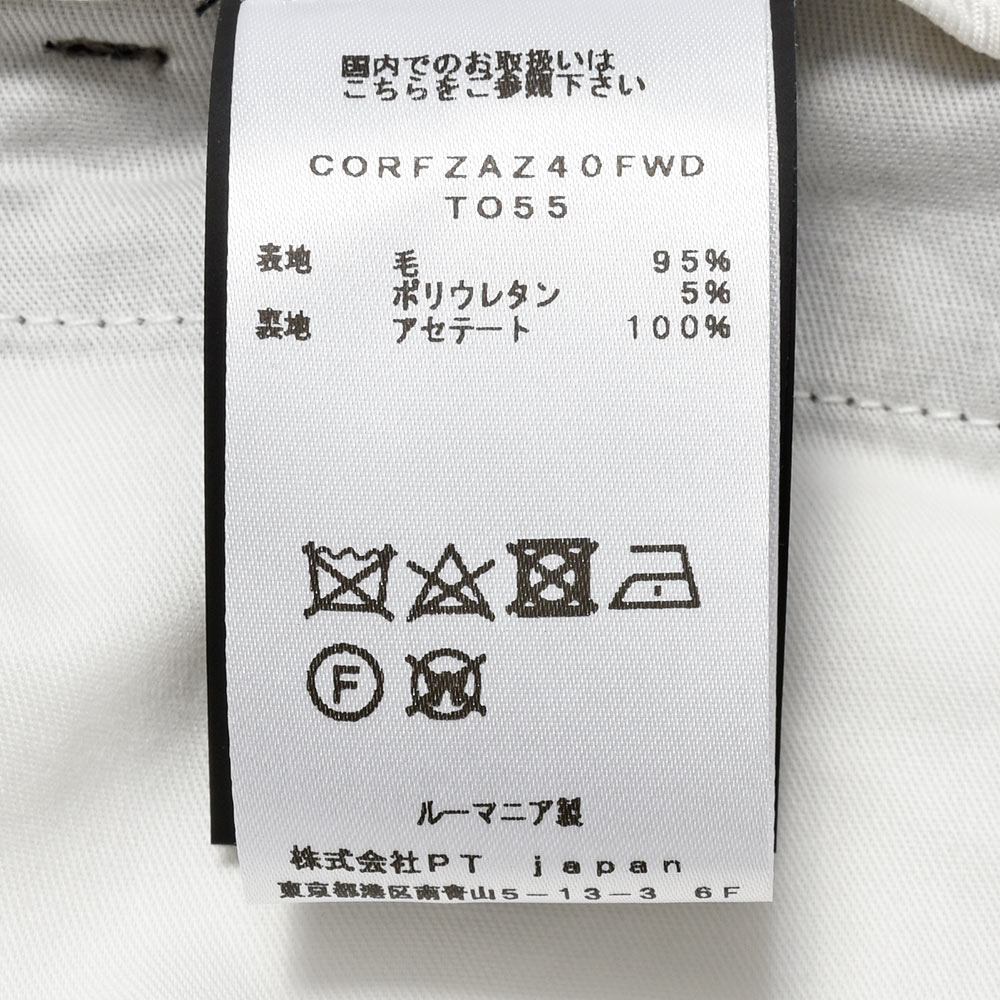 国内でのお取扱いは
こちらをご参照下さい
CORFZAZ40FWD
TO55
表地 毛 95%
ポリウレタン 5%
裏地 アセテート 100%
F W
ルーマニア製
株式会社PT japan
東京都港区南青山5-13-3 6F